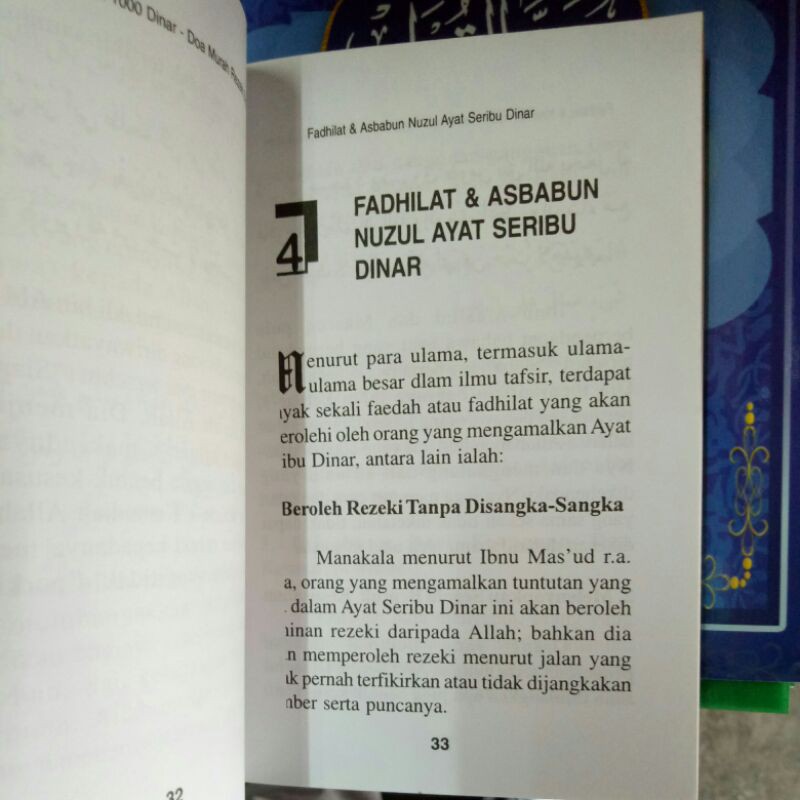 1000 Dinar - Doa Murah
Fadhilat & Asbabun Nuzul Ayat Seribu Dinar
4
FADHILAT & ASBABUN
NUZUL AYAT SERIBU
DINAR
Menurut para ulama, termasuk ulama-
ulama besar dlam ilmu tafsir, terdapat
nyak sekali faedah atau fadhilat yang akan
erolehi oleh orang yang mengamalkan Ayat
ibu Dinar, antara lain ialah:
Beroleh Rezeki Tanpa Disangka-Sangka
Manakala menurut Ibnu Mas'ud r.a.
a, orang yang mengamalkan tuntutan yang
dalam Ayat Seribu Dinar ini akan beroleh
ninan rezeki daripada Allah; bahkan dia
n memperoleh rezeki menurut jalan yang
ak pernah terfikirkan atau tidak dijangkakan
nber serta puncanya.
33
32